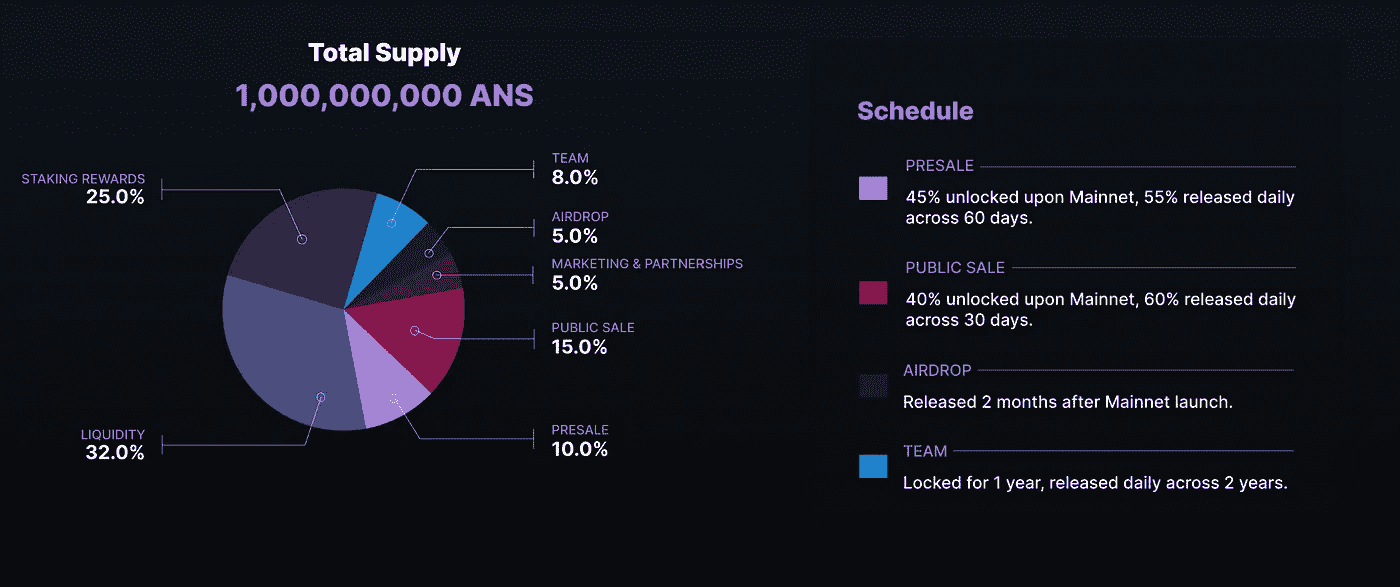 Total Supply
1,000,000,000 ANS
STAKING REWARDS
25.0%
LIQUIDITY
32.0%
TEAM
8.0%
AIRDROP
5.0%
MARKETING & PARTNERSHIPS
5.0%
PUBLIC SALE
15.0%
PRESALE
10.0%
Schedule
PRESALE
45% unlocked upon Mainnet, 55% released daily
across 60 days.
PUBLIC SALE
40% unlocked upon Mainnet, 60% released daily
across 30 days.
AIRDROP
Released 2 months after Mainnet launch.
TEAM
Locked for 1 year, released daily across 2 years.